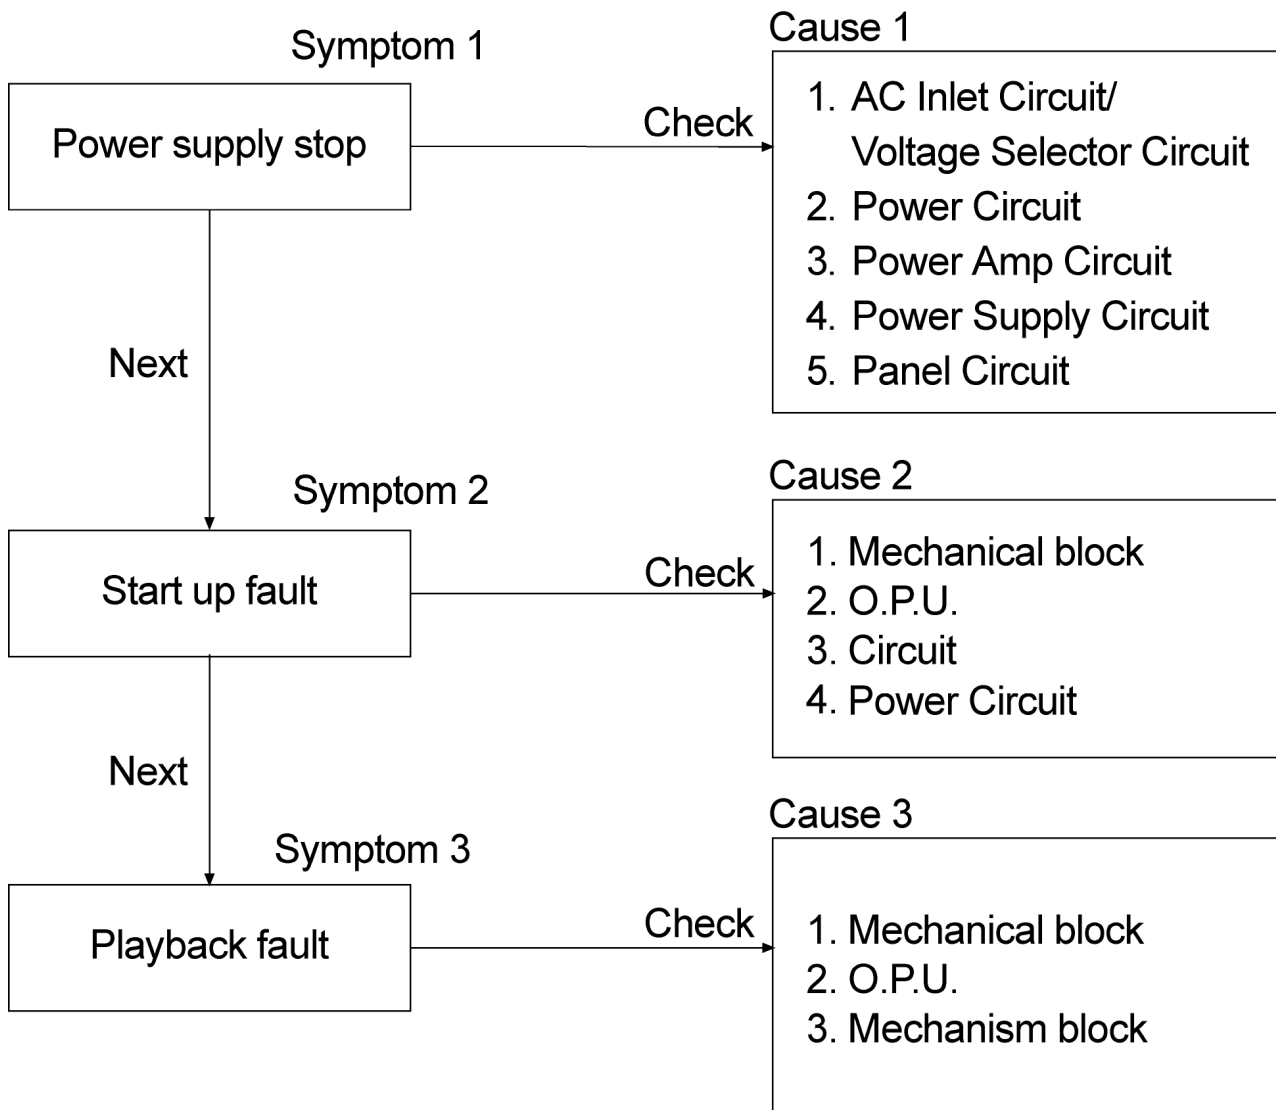 Symptom 1
Power supply stop
Check
Cause 1
1. AC Inlet Circuit/
Voltage Selector Circuit
2. Power Circuit
3. Power Amp Circuit
4. Power Supply Circuit
5. Panel Circuit
Next
Symptom 2
Start up fault
Check
Cause 2
1. Mechanical block
2. O.P.U.
3. Circuit
4. Power Circuit
Next
Symptom 3
Playback fault
Check
Cause 3
1. Mechanical block
2. O.P.U.
3. Mechanism block